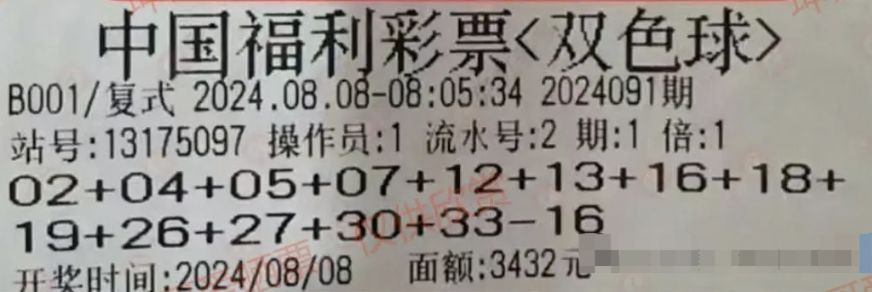 中国福利彩票<双色球>
B001/复式 2024.08.08-08:05:34 2024091期
站号:13175097 操作员:1 流水号:2 期:1 倍:1
02+04+05+07+12+13+16+18+
19+26+27+30+33-16
开奖时间:2024/08/08 面额:3432元